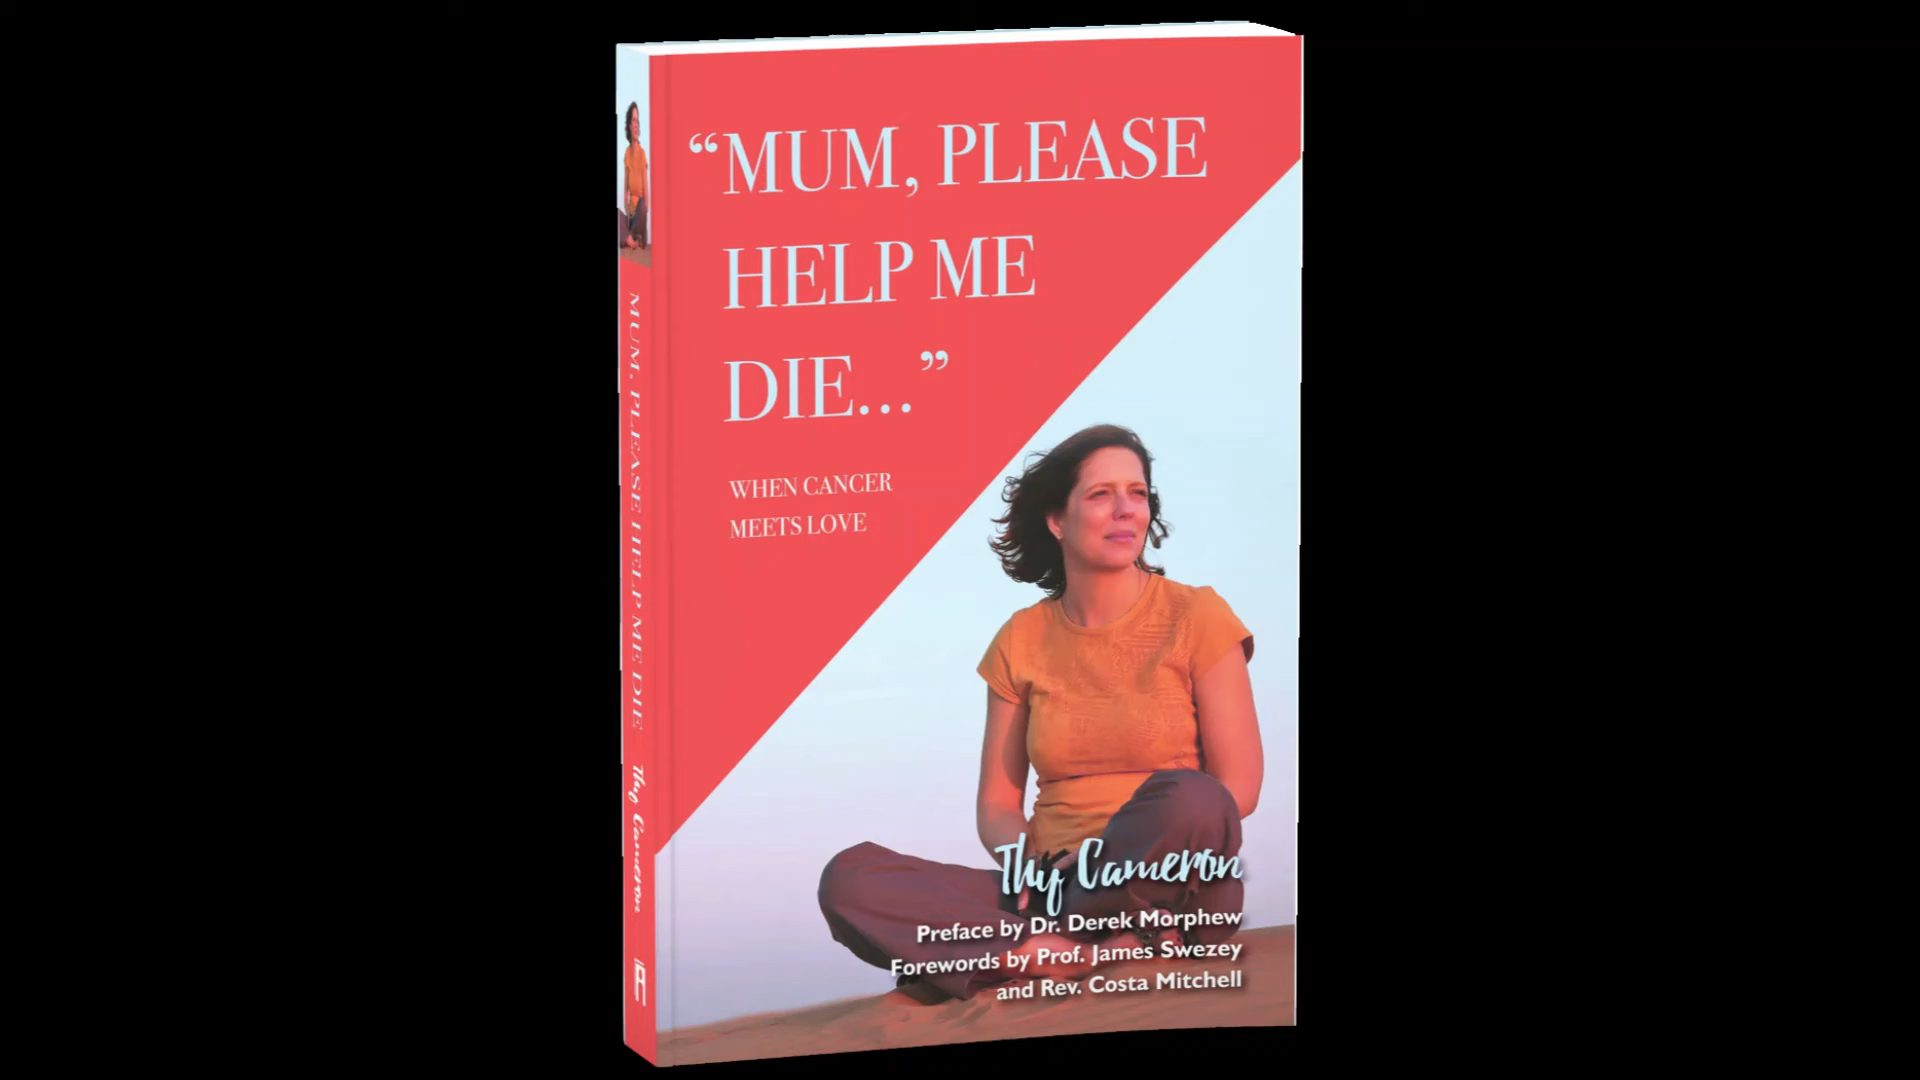 “MUM, PLEASE
HELP ME
DIE...”
WHEN CANCER
MEETS LOVE
Thy Cameron
Preface by Dr. Derek Morphew
Forewords by Prof. James Swezey
and Rev. Costa Mitchell
MUM, PLEASE HELP ME DIE Thy Cameron